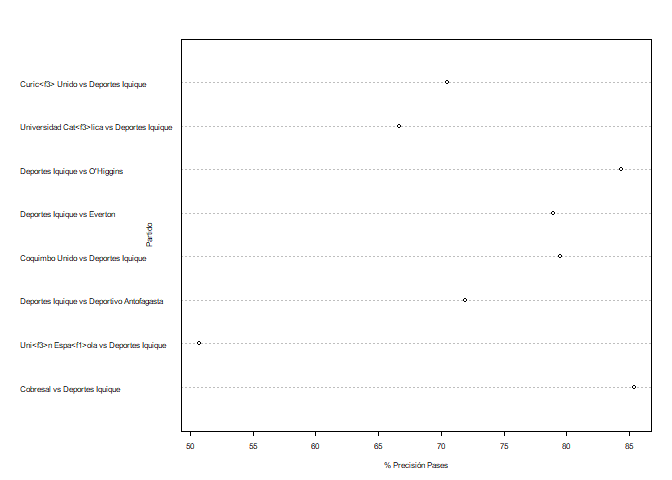 Curic<f3> Unido vs Deportes Iquique
Universidad Cat<f3>lica vs Deportes Iquique
Deportes Iquique vs O'Higgins
Deportes Iquique vs Everton
Partido
Coquimbo Unido vs Deportes Iquique
Deportes Iquique vs Deportivo Antofagasta
Uni<f3>n Espa<f1>ola vs Deportes Iquique
Cobresal vs Deportes Iquique
50 55 60 65 70 75 80 85
% Precisión Pases